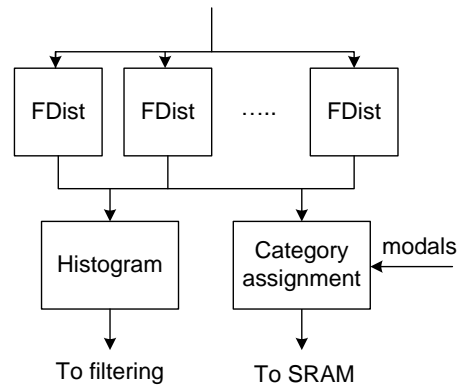 FDist FDist ..... FDist
Histogram
Category
assignment
modals
To filtering
To SRAM